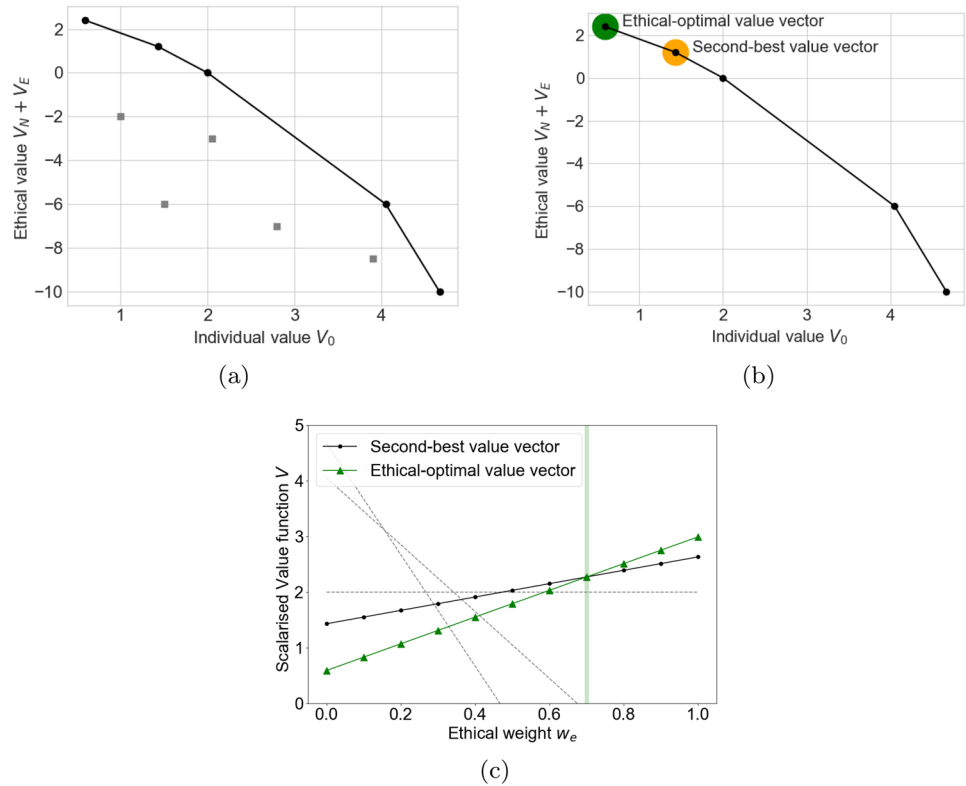 2
0
−2
−4
−6
−8
−10
Ethical value V_N + V_E
1
2
3
4
Individual value V_0
(a)
Ethical-optimal value vector
Second-best value vector
2
0
−2
−4
−6
−8
−10
Ethical value V_N + V_E
1
2
3
4
Individual value V_0
(b)
Second-best value vector
Ethical-optimal value vector
5
4
3
2
1
0
Scalarised Value function V
0.0
0.2
0.4
0.6
0.8
1.0
Ethical weight w_e
(c)